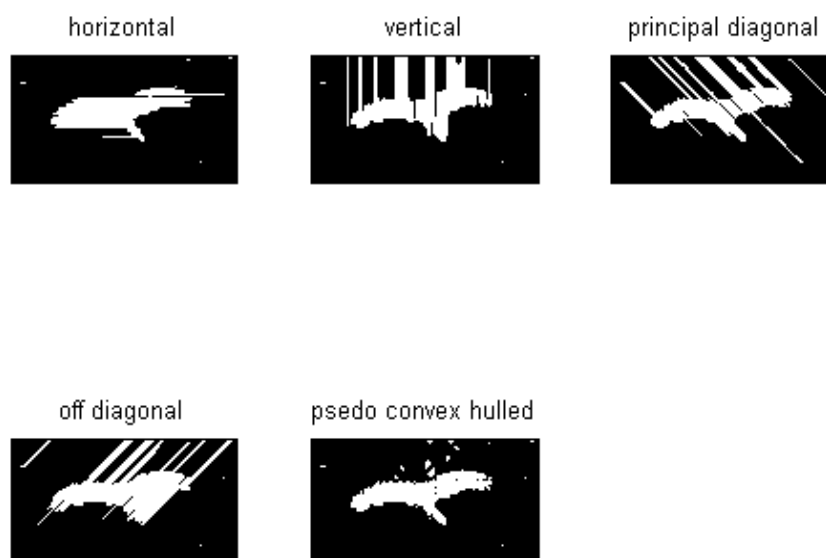 horizontal
vertical
principal diagonal
off diagonal
psedo convex hulled